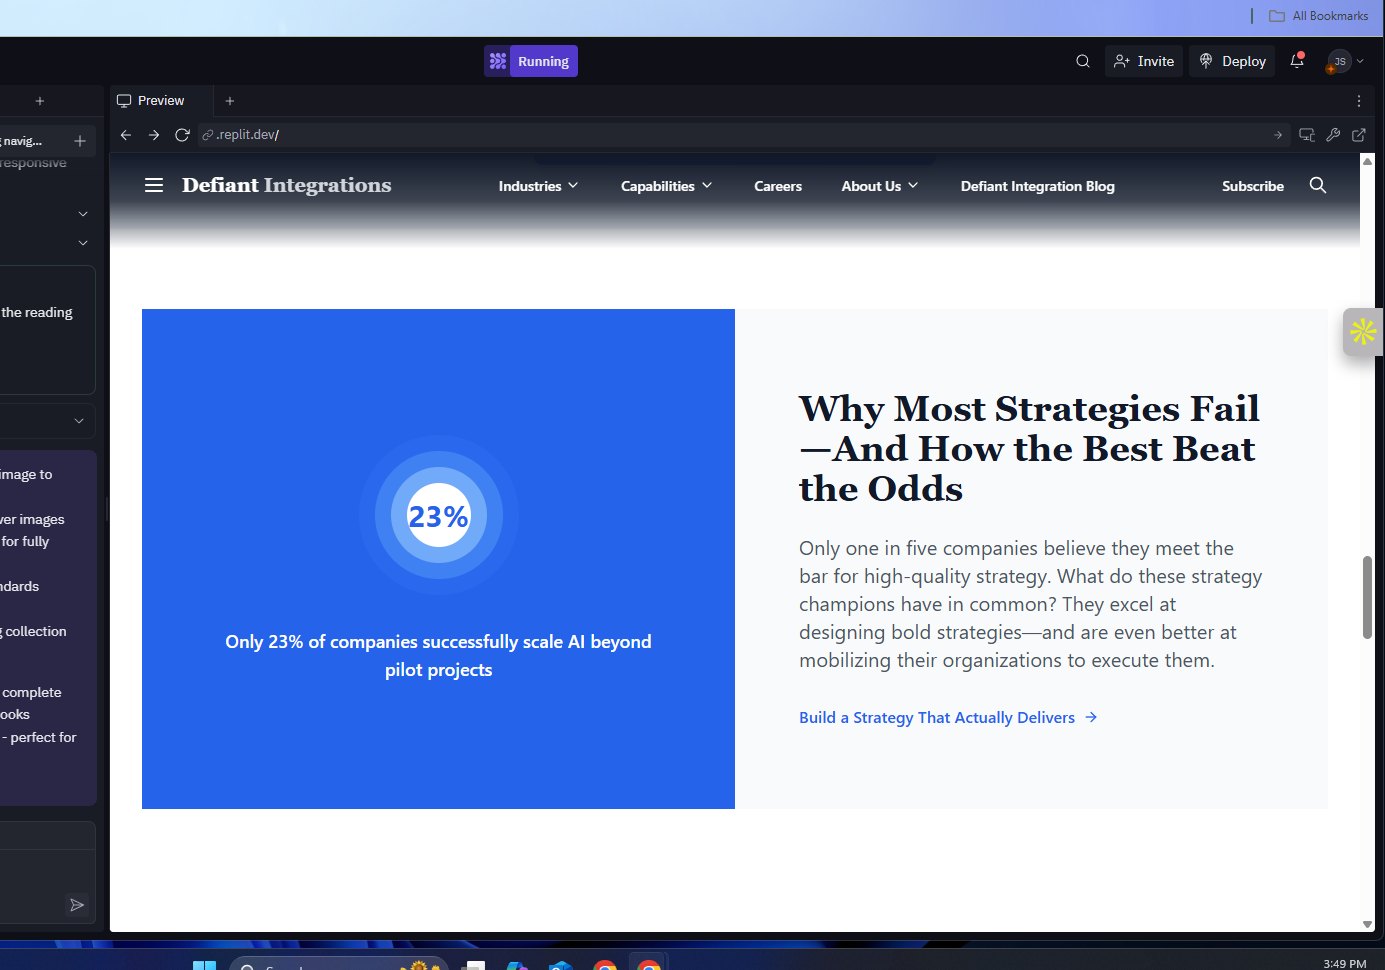 All Bookmarks
Running
Invite
Deploy
JS
Preview
.replit.dev/
navig...
responsive
the reading
image to
ver images
for fully
ndards
collection
complete
ooks
- perfect for
Defiant Integrations
Industries
Capabilities
Careers
About Us
Defiant Integration Blog
Subscribe
23%
Only 23% of companies successfully scale AI beyond
pilot projects
Why Most Strategies Fail
—And How the Best Beat
the Odds
Only one in five companies believe they meet the
bar for high-quality strategy. What do these strategy
champions have in common? They excel at
designing bold strategies—and are even better at
mobilizing their organizations to execute them.
Build a Strategy That Actually Delivers
3:49 PM